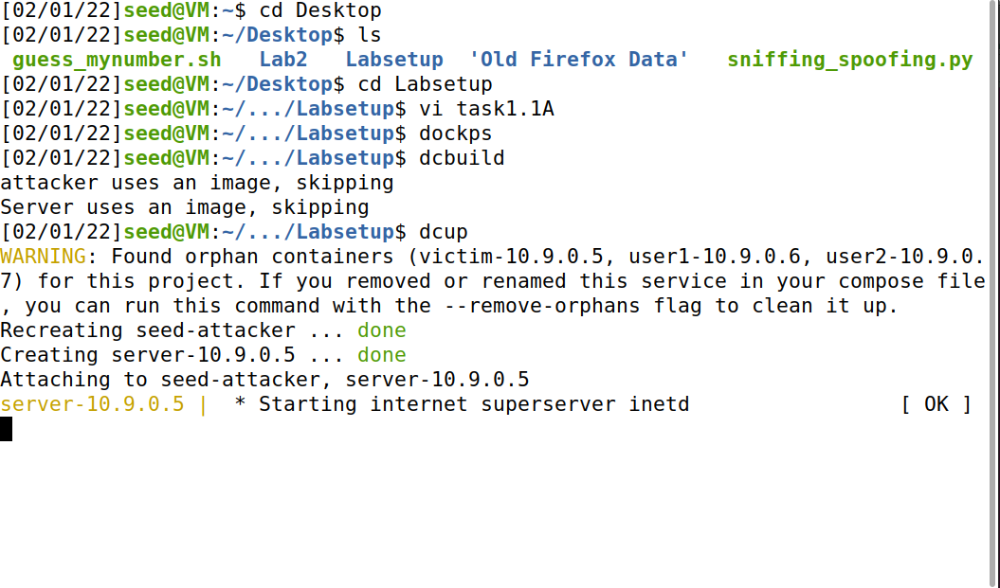 [02/01/22]seed@VM:~$ cd Desktop
[02/01/22]seed@VM:~/Desktop$ ls
 guess_mynumber.sh   Lab2   Labsetup  'Old Firefox Data'   sniffing_spoofing.py
[02/01/22]seed@VM:~/Desktop$ cd Labsetup
[02/01/22]seed@VM:~/.../Labsetup$ vi task1.1A
[02/01/22]seed@VM:~/.../Labsetup$ dockps
[02/01/22]seed@VM:~/.../Labsetup$ dcbuild
attacker uses an image, skipping
Server uses an image, skipping
[02/01/22]seed@VM:~/.../Labsetup$ dcup
WARNING: Found orphan containers (victim-10.9.0.5, user1-10.9.0.6, user2-10.9.0.
7) for this project. If you removed or renamed this service in your compose file
, you can run this command with the --remove-orphans flag to clean it up.
Recreating seed-attacker ... done
Creating server-10.9.0.5 ... done
Attaching to seed-attacker, server-10.9.0.5
server-10.9.0.5 |  * Starting internet superserver inetd                 [ OK ]